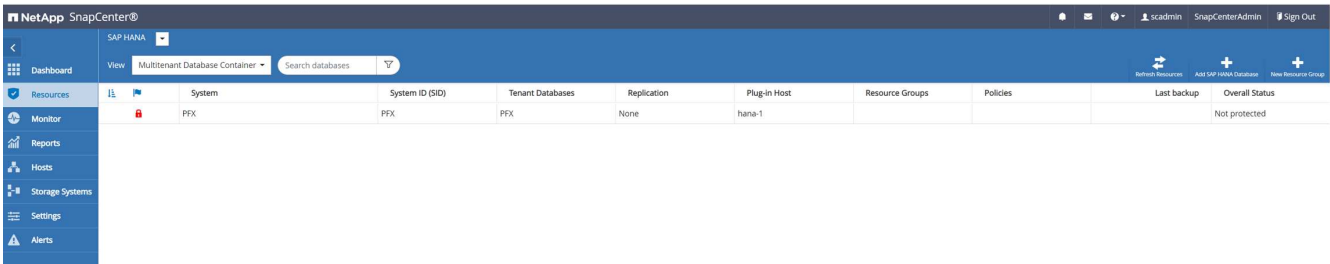 NetApp SnapCenter®
scadmin SnapCenterAdmin Sign Out
SAP HANA
View Multitenant Database Container Search databases
Refresh Resources Add SAP HANA Database New Resource Group
Dashboard
Resources
Monitor
Reports
Hosts
Storage Systems
Settings
Alerts
System System ID (SID) Tenant Databases Replication Plug-in Host Resource Groups Policies Last backup Overall Status
PFX PFX PFX None hana-1 Not protected